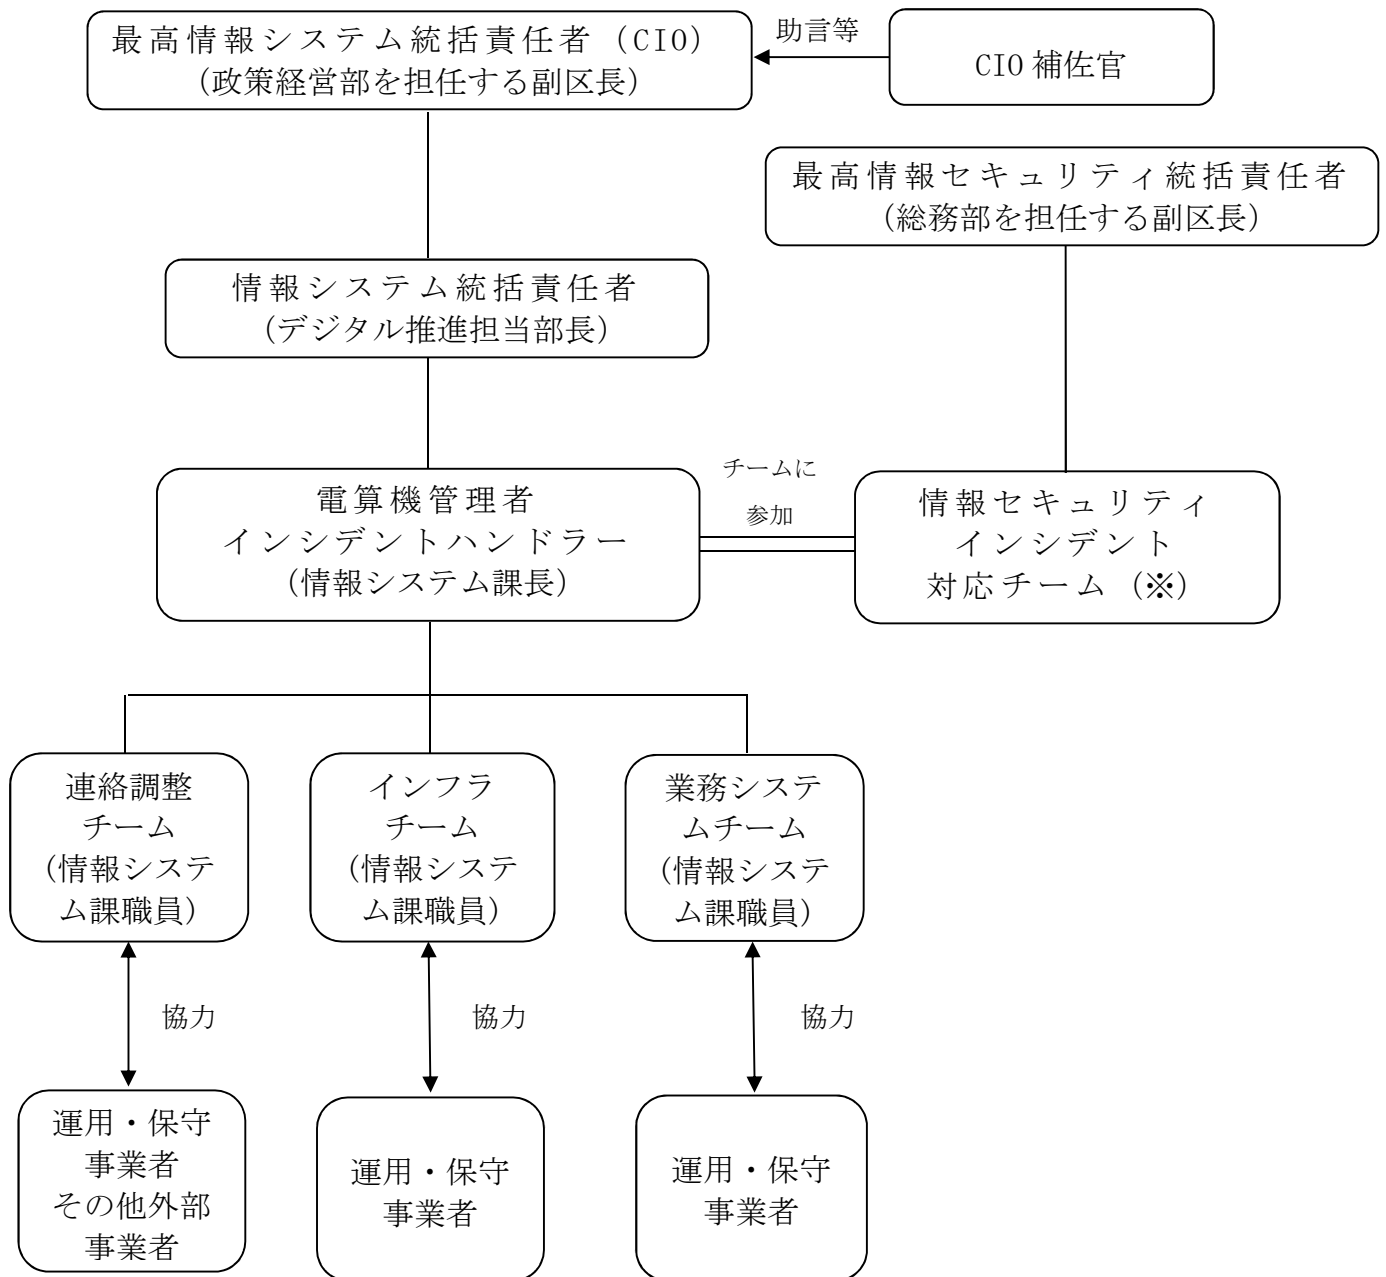 最高情報システム統括責任者（CIO）
（政策経営部を担任する副区長）
助言等
CIO 補佐官
最高情報セキュリティ統括責任者
（総務部を担任する副区長）
情報システム統括責任者
（デジタル推進担当部長）
電算機管理者
インシデントハンドラー
（情報システム課長）
チームに
参加
情報セキュリティ
インシデント
対応チーム（※）
連絡調整
チーム
（情報システ
ム課職員）
インフラ
チーム
（情報システ
ム課職員）
業務システ
ムチーム
（情報システ
ム課職員）
協力
協力
協力
運用・保守
事業者
その他外部
事業者
運用・保守
事業者
運用・保守
事業者